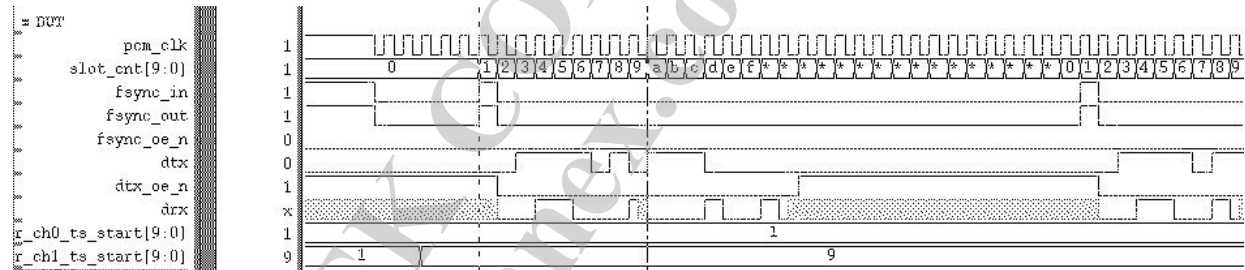 = DUT
pcm_clk 1
slot_cnt[9:0] 1 0 1 2 3 4 5 6 7 8 9 a b c d e f * * * * * * * * * * * * * * * * 0 1 2 3 4 5 6 7 8 9
fsync_in 1
fsync_out 1
fsync_oe_n 0
dtx 0
dtx_oe_n 1
drx x
r_ch0_ts_start[9:0] 1 1
r_ch1_ts_start[9:0] 9 1 9